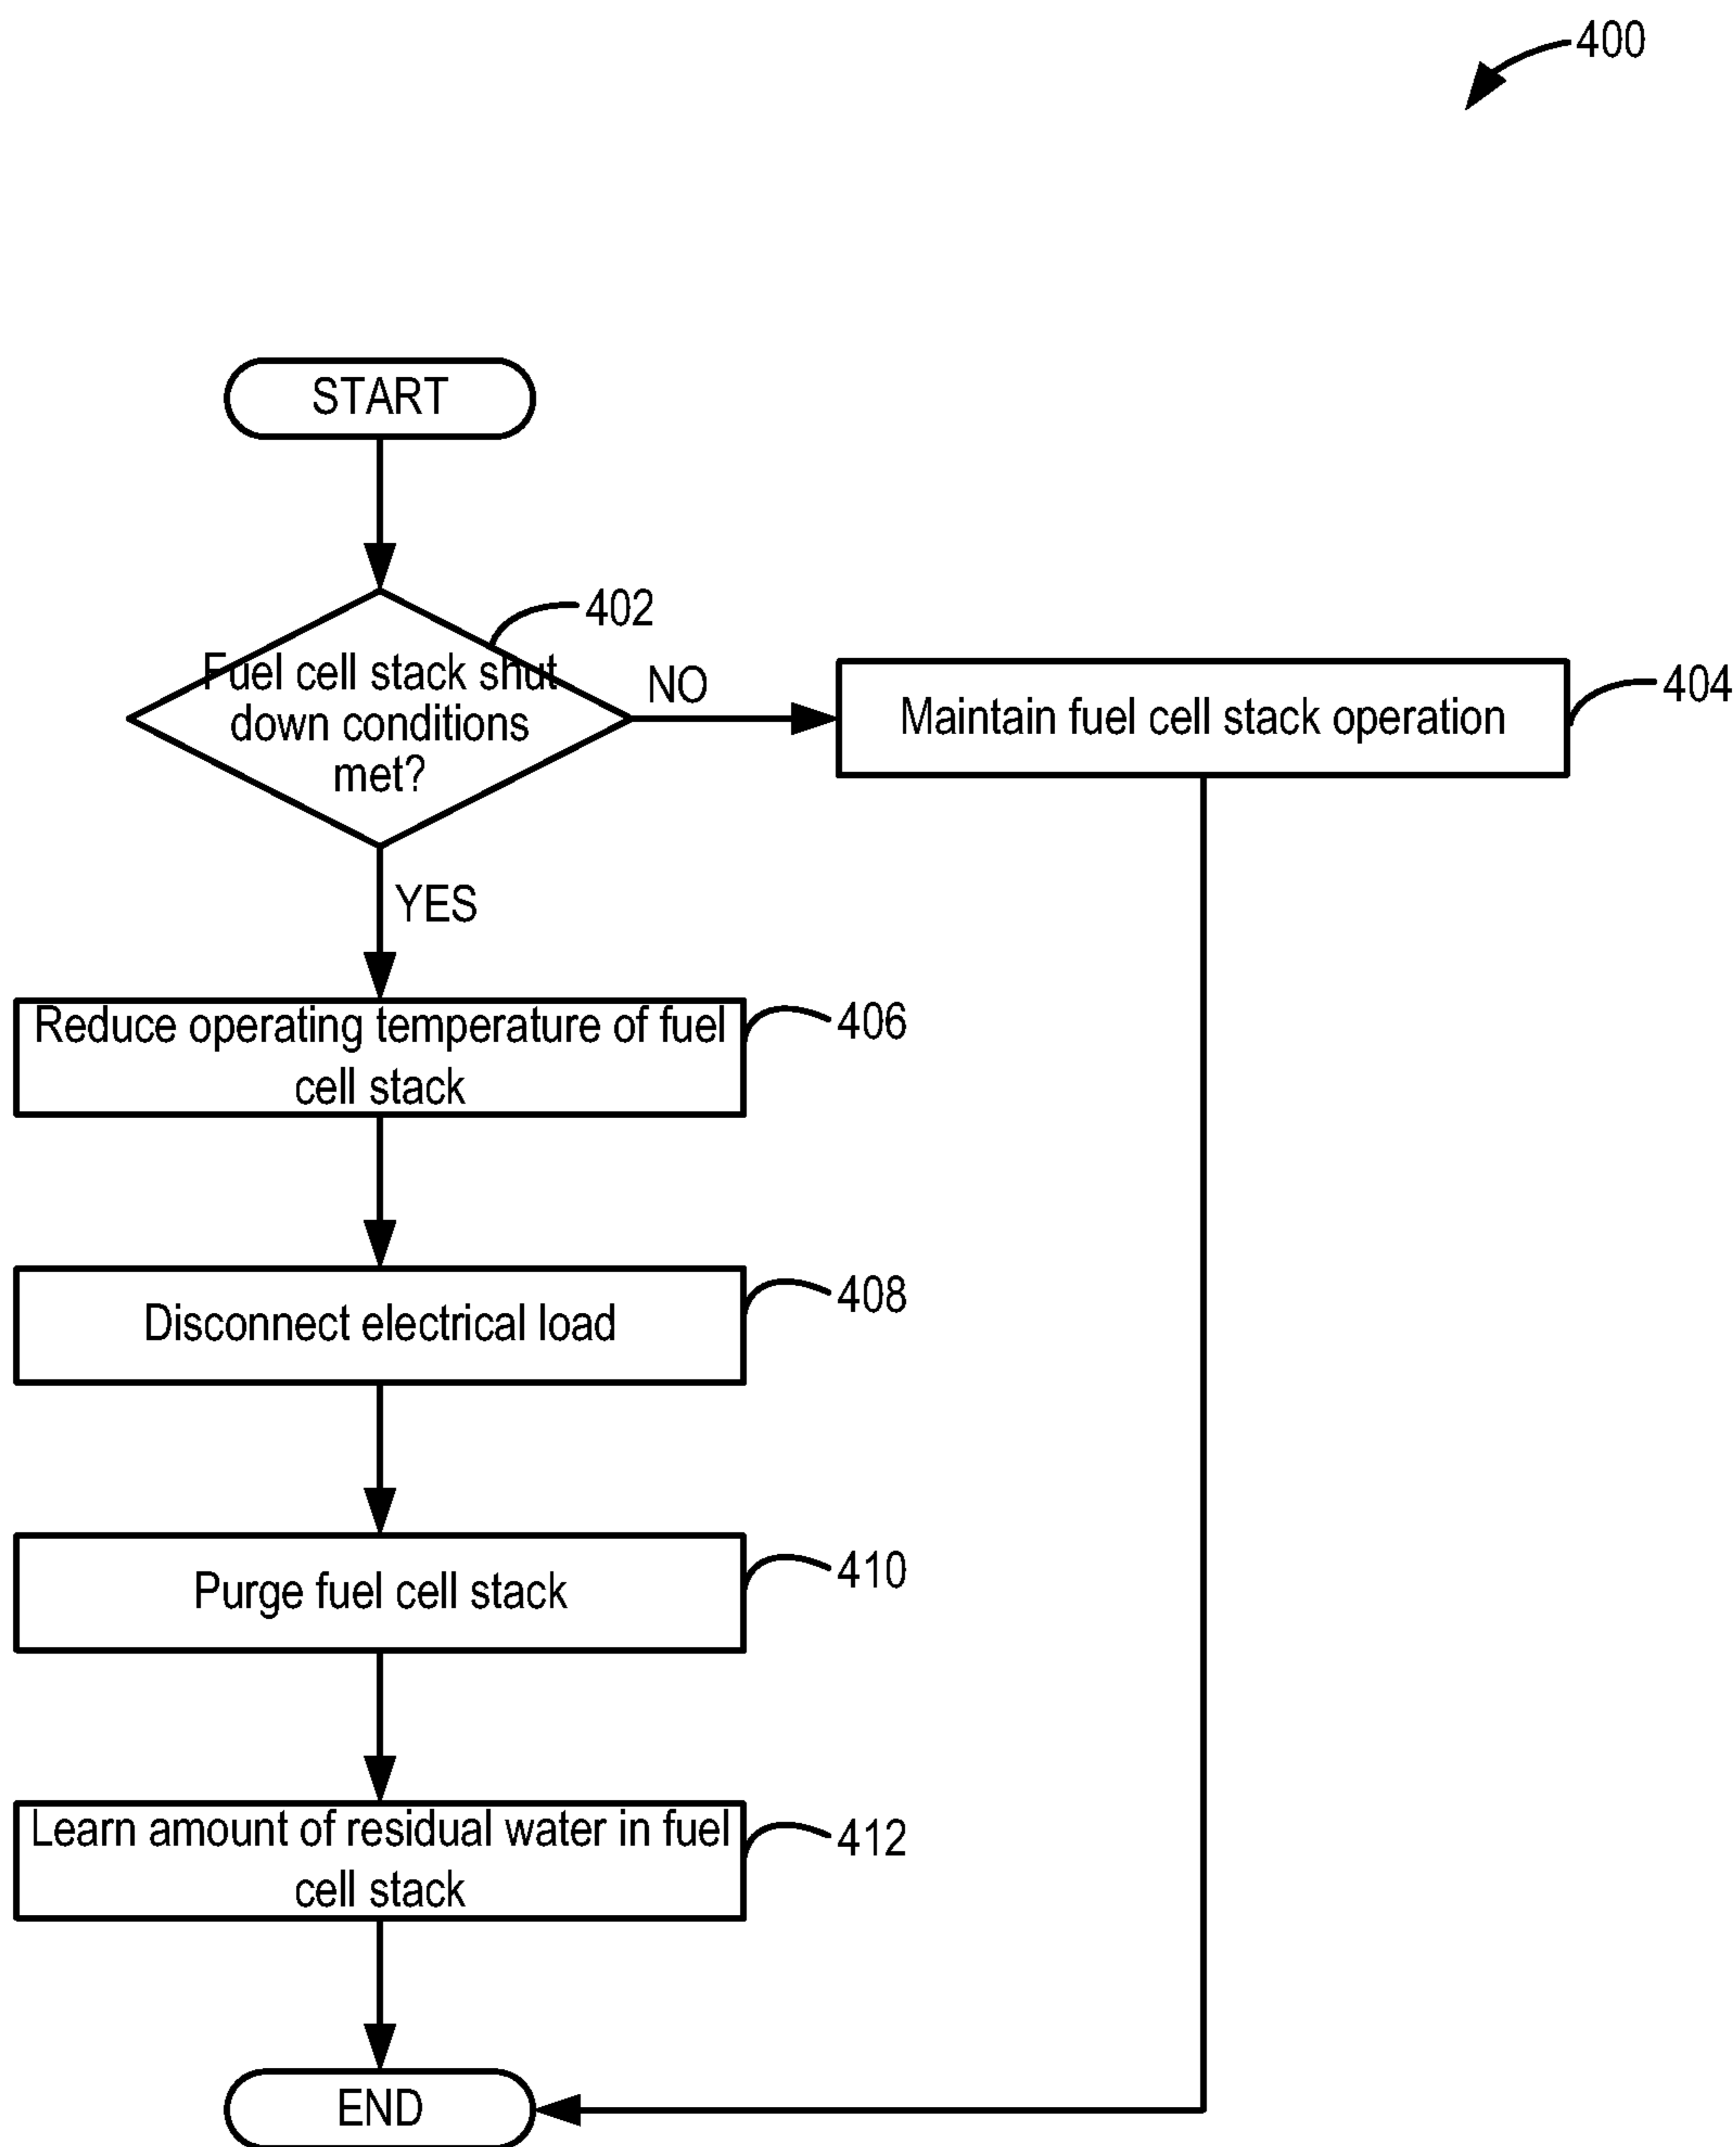 400
START
402
Fuel cell stack shut
down conditions
met?
NO
Maintain fuel cell stack operation
404
YES
Reduce operating temperature of fuel
cell stack
406
Disconnect electrical load
408
Purge fuel cell stack
410
Learn amount of residual water in fuel
cell stack
412
END